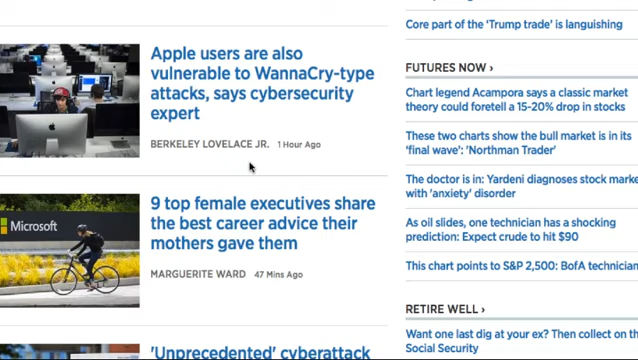 Apple users are also
vulnerable to WannaCry-type
attacks, says cybersecurity
expert
BERKELEY LOVELACE JR. 1 Hour Ago
Microsoft
9 top female executives share
the best career advice their
mothers gave them
MARGUERITE WARD 47 Mins Ago
'Unprecedented' cyberattack
Core part of the 'Trump trade' is languishing
FUTURES NOW ›
Chart legend Acampora says a classic market
theory could foretell a 15-20% drop in stocks
These two charts show the bull market is in its
'final wave': 'Northman Trader'
The doctor is in: Yardeni diagnoses stock marke
with 'anxiety' disorder
As oil slides, one technician has a shocking
prediction: Expect crude to hit $90
This chart points to S&P 2,500: BofA technician
RETIRE WELL ›
Want one last dig at your ex? Then collect on th
Social Security